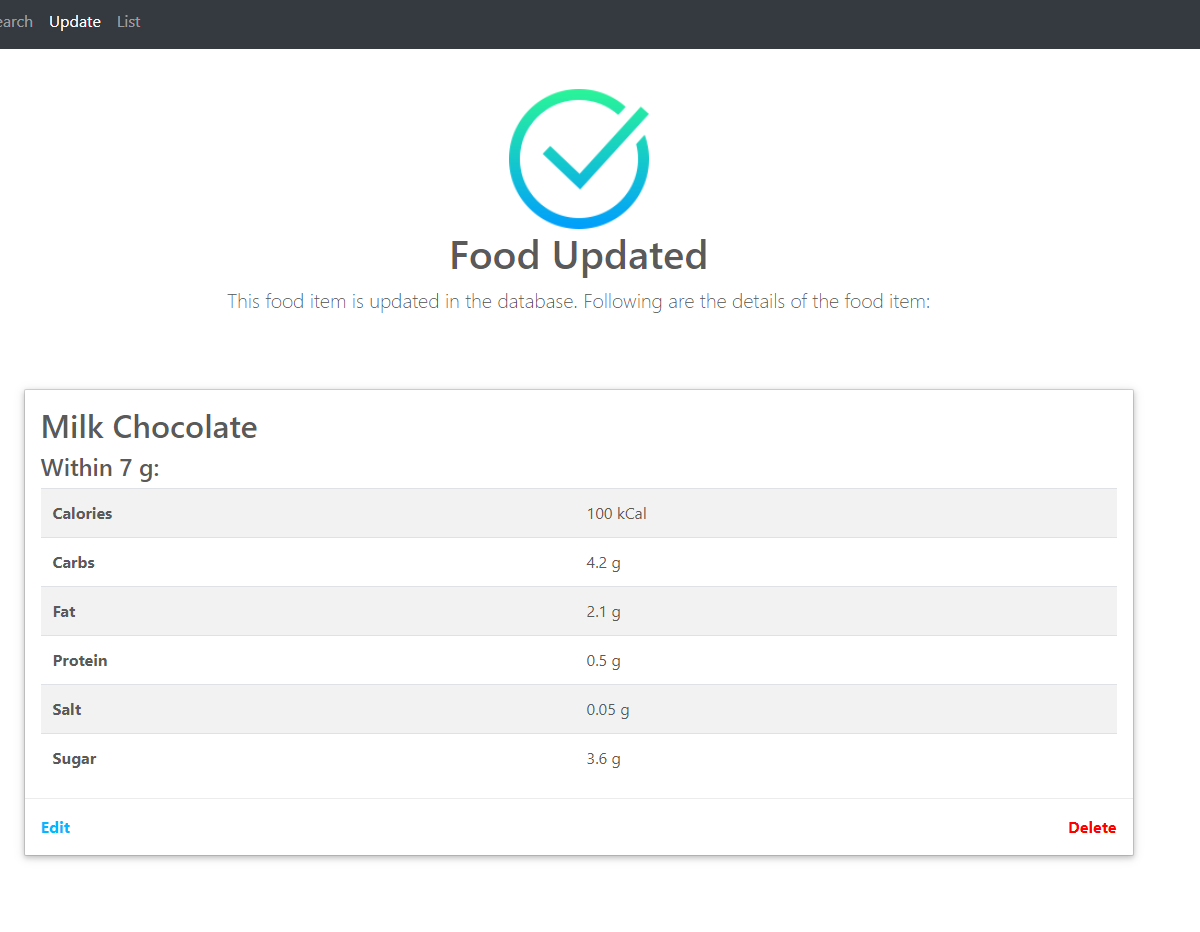 earch Update List
Food Updated
This food item is updated in the database. Following are the details of the food item:
Milk Chocolate
Within 7 g:
Calories 100 kCal
Carbs 4.2 g
Fat 2.1 g
Protein 0.5 g
Salt 0.05 g
Sugar 3.6 g
Edit Delete